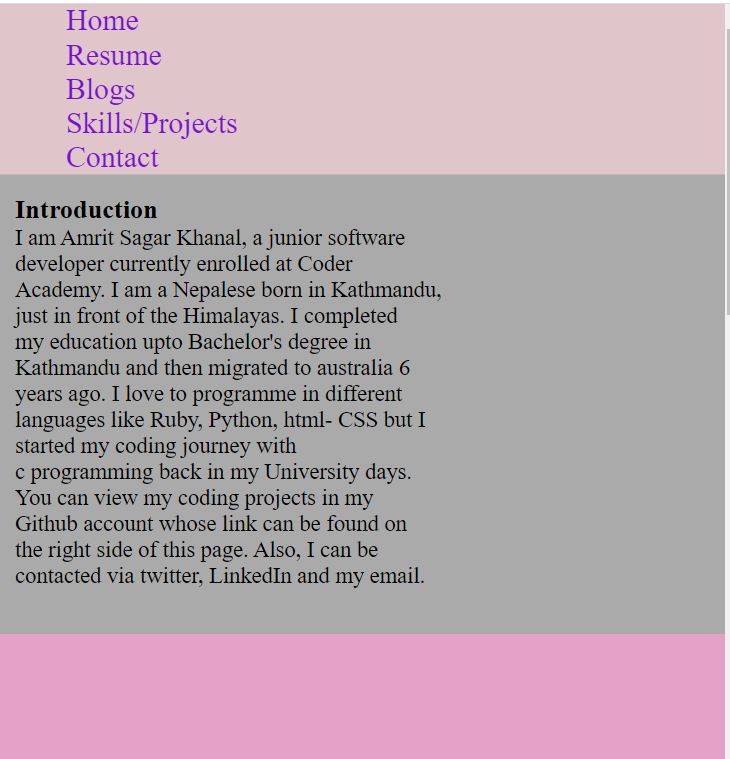 Home
Resume
Blogs
Skills/Projects
Contact
Introduction
I am Amrit Sagar Khanal, a junior software
developer currently enrolled at Coder
Academy. I am a Nepalese born in Kathmandu,
just in front of the Himalayas. I completed
my education upto Bachelor's degree in
Kathmandu and then migrated to australia 6
years ago. I love to programme in different
languages like Ruby, Python, html- CSS but I
started my coding journey with
c programming back in my University days.
You can view my coding projects in my
Github account whose link can be found on
the right side of this page. Also, I can be
contacted via twitter, LinkedIn and my email.